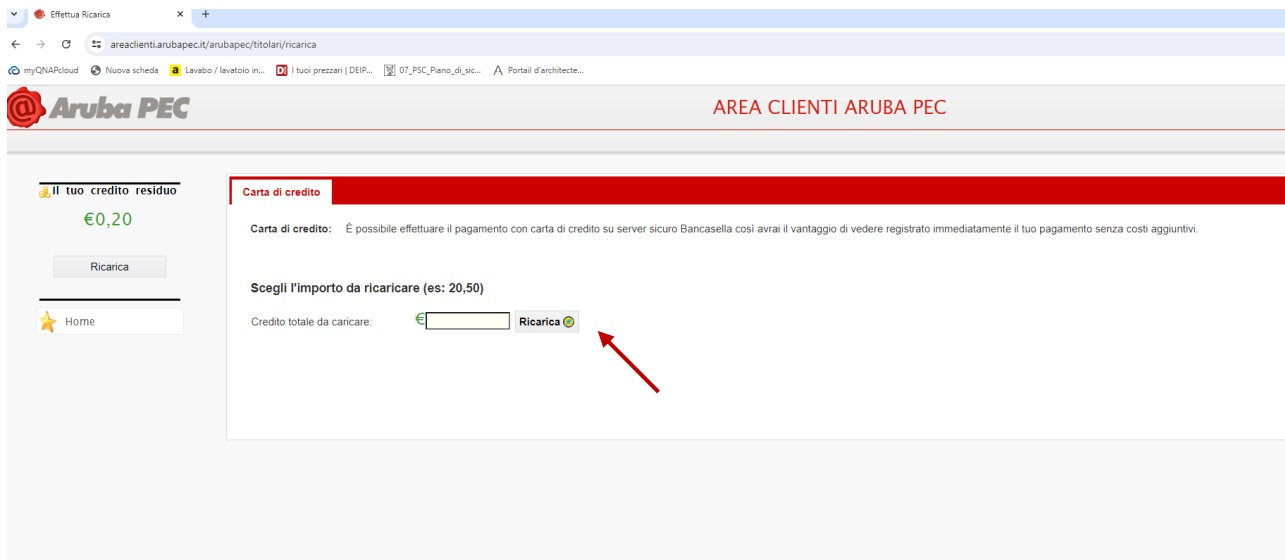 Effettua Ricarica
areaclienti.arubapec.it/arubapec/titolari/ricarica
myQNAPcloud Nuova scheda Lavabo / lavatoio in... I tuoi prezzari | DEIP... 07_PSC_Piano_di_sic... Portail d'architecte...
Aruba PEC
AREA CLIENTI ARUBA PEC
Il tuo credito residuo
€0,20
Ricarica
Home
Carta di credito
Carta di credito: È possibile effettuare il pagamento con carta di credito su server sicuro Bancasella così avrai il vantaggio di vedere registrato immediatamente il tuo pagamento senza costi aggiuntivi.
Scegli l'importo da ricaricare (es: 20,50)
Credito totale da caricare: € Ricarica